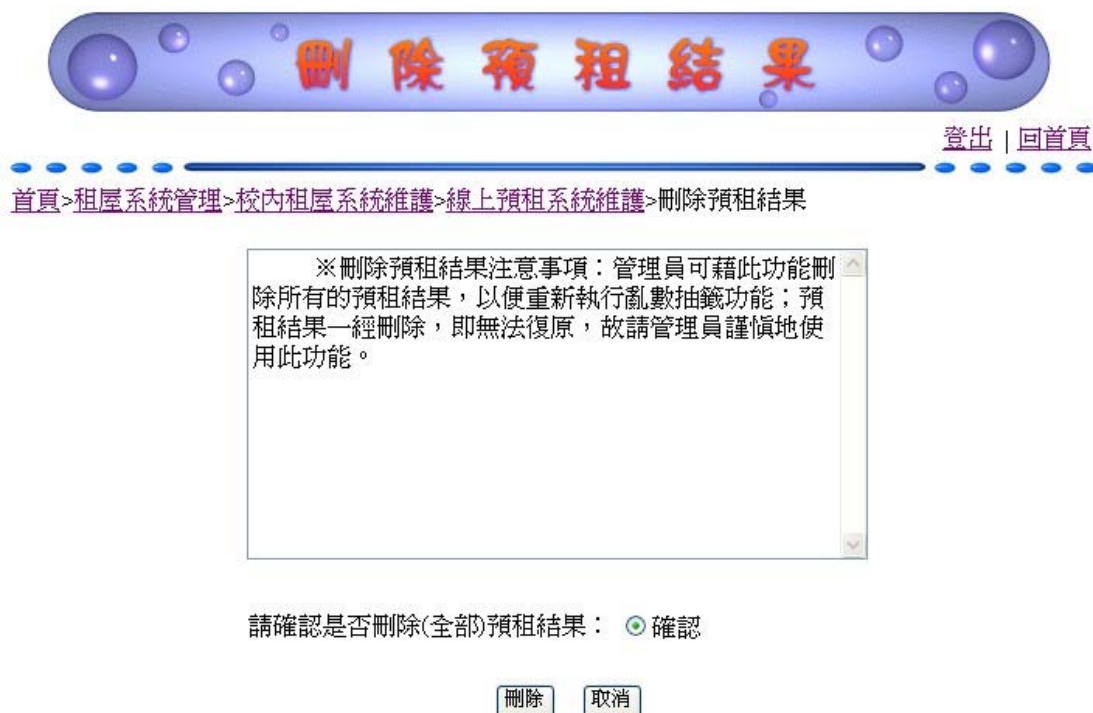 刪除預租結果
登出 | 回首頁
首頁>租屋系統管理>校內租屋系統維護>線上預租系統維護>刪除預租結果
※刪除預租結果注意事項：管理員可藉此功能刪
除所有的預租結果，以便重新執行亂數抽籤功能；預
租結果一經刪除，即無法復原，故請管理員謹慎地使
用此功能。
請確認是否刪除(全部)預租結果： 確認
刪除 取消